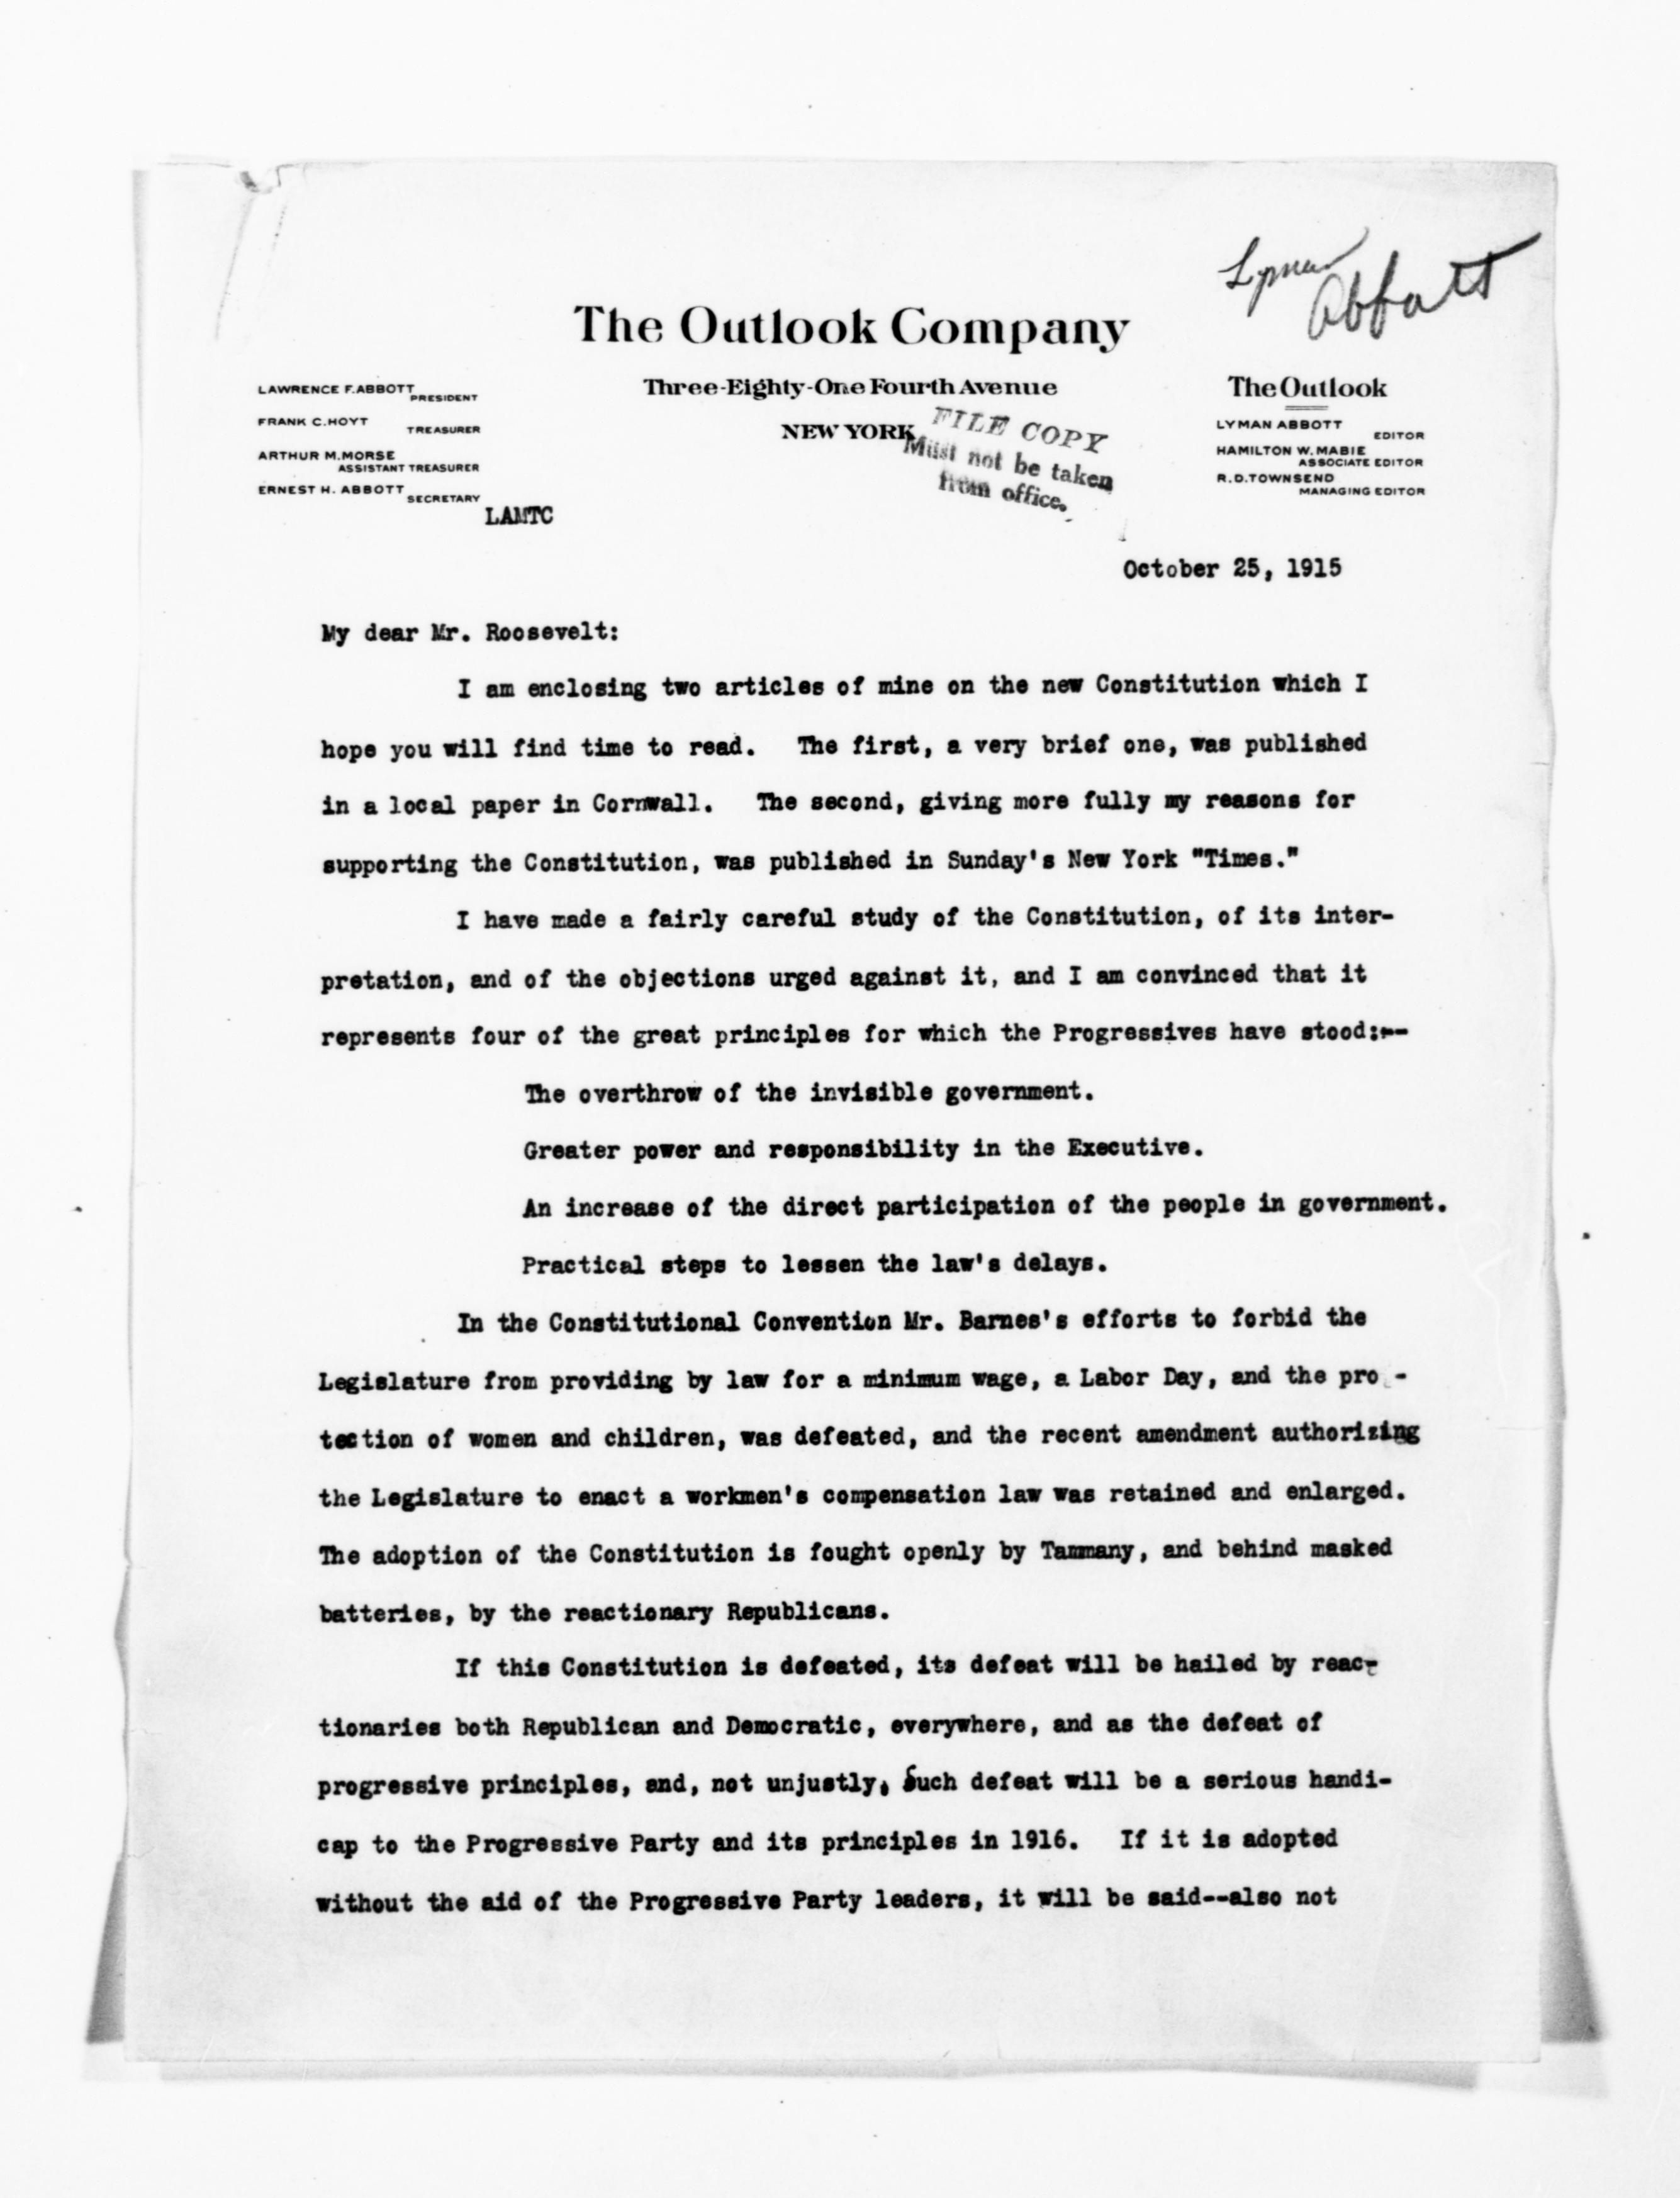 Lyman
Abbott
The Outlook Company
Three-Eighty-One Fourth Avenue
NEW YORK
LAWRENCE F. ABBOTT
PRESIDENT
FRANK C. HOYT
TREASURER
ARTHUR M. MORSE
ASSISTANT TREASURER
ERNEST H. ABBOTT
SECRETARY
LAMTC
FILE COPY
Must not be taken
from office.
The Outlook
LYMAN ABBOTT
EDITOR
HAMILTON W. MABIE
ASSOCIATE EDITOR
R. D. TOWNSEND
MANAGING EDITOR
October 25, 1915
My dear Mr. Roosevelt:
I am enclosing two articles of mine on the new Constitution which I
hope you will find time to read. The first, a very brief one, was published
in a local paper in Cornwall. The second, giving more fully my reasons for
supporting the Constitution, was published in Sunday's New York "Times."
I have made a fairly careful study of the Constitution, of its inter-
pretation, and of the objections urged against it, and I am convinced that it
represents four of the great principles for which the Progressives have stood:--
The overthrow of the invisible government.
Greater power and responsibility in the Executive.
An increase of the direct participation of the people in government.
Practical steps to lessen the law's delays.
In the Constitutional Convention Mr. Barnes's efforts to forbid the
Legislature from providing by law for a minimum wage, a Labor Day, and the pro -
tection of women and children, was defeated, and the recent amendment authorizing
the Legislature to enact a workmen's compensation law was retained and enlarged.
The adoption of the Constitution is fought openly by Tammany, and behind masked
batteries, by the reactionary Republicans.
If this Constitution is defeated, its defeat will be hailed by reac-
tionaries both Republican and Democratic, everywhere, and as the defeat of
progressive principles, and, not unjustly, Such defeat will be a serious handi-
cap to the Progressive Party and its principles in 1916. If it is adopted
without the aid of the Progressive Party leaders, it will be said--also not